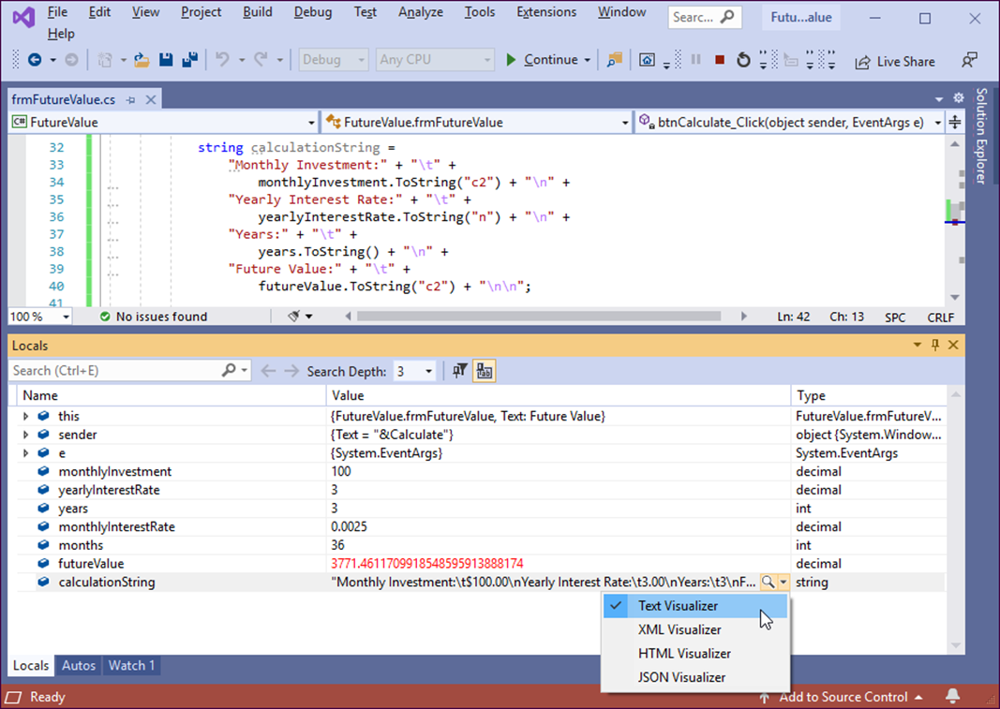 File Edit View Project Build Debug Test Analyze Tools Extensions Window Sear... Futu...alue
Help
Debug Any CPU Continue Live Share
frmFutureValue.cs
C# FutureValue FutureValue.frmFutureValue btnCalculate_Click(object sender, EventArgs e)
32 string calculationString =
33 "Monthly Investment:" + "\t" +
34 monthlyInvestment.ToString("c2") + "\n" +
35 "Yearly Interest Rate:" + "\t" +
36 yearlyInterestRate.ToString("n") + "\n" +
37 "Years:" + "\t" +
38 years.ToString() + "\n" +
39 "Future Value:" + "\t" +
40 futureValue.ToString("c2") + "\n\n";
41
Solution Explorer
100 % No issues found Ln: 42 Ch: 13 SPC CRLF
Locals
Search (Ctrl+E) Search Depth: 3
Name Value Type
this {FutureValue.frmFutureValue, Text: Future Value} FutureValue.frmFutureV...
sender {Text = "&Calculate"} object {System.Window...
e {System.EventArgs} System.EventArgs
monthlyInvestment 100 decimal
yearlyInterestRate 3 decimal
years 3 int
monthlyInterestRate 0.0025 decimal
months 36 int
futureValue 3771.4611709918548595913888174 decimal
calculationString "Monthly Investment:\t$100.00\nYearly Interest Rate:\t3.00\nYears:\t3\nF... string
Text Visualizer
XML Visualizer
HTML Visualizer
JSON Visualizer
Locals Autos Watch 1
Ready Add to Source Control